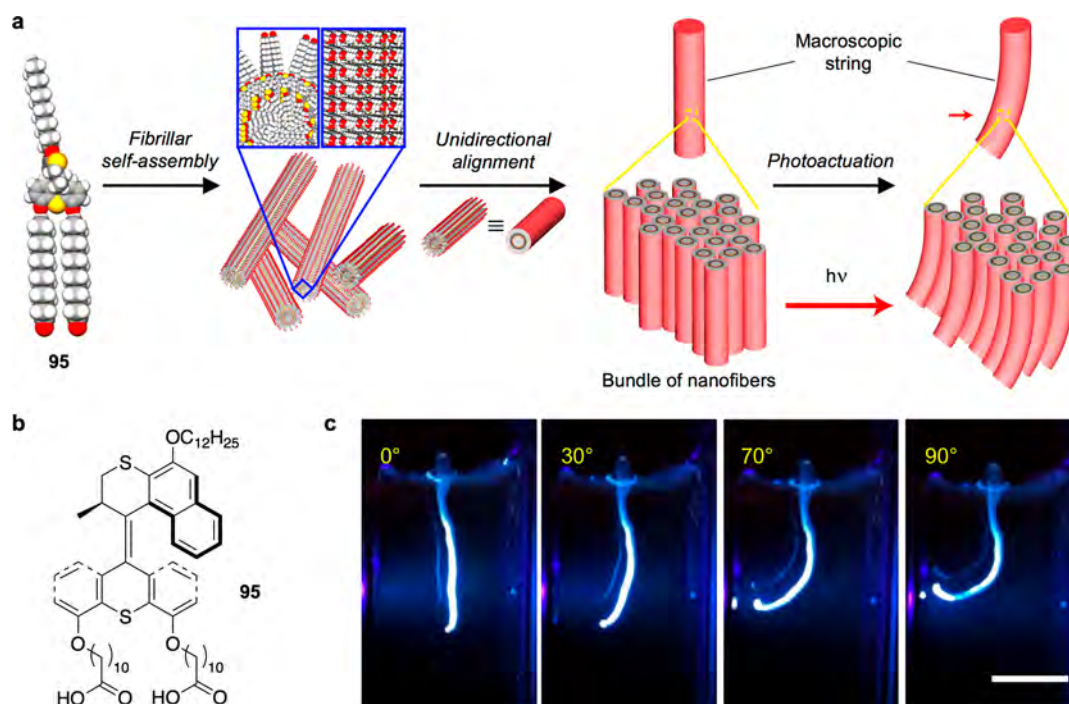 a
Fibrillar
self-assembly
Unidirectional
alignment
≡
Macroscopic
string
Photoactuation
hν
Bundle of nanofibers
95
b
OC12H25
S
95
S
O
O
10
10
HO
O
HO
O
c
0°
30°
70°
90°